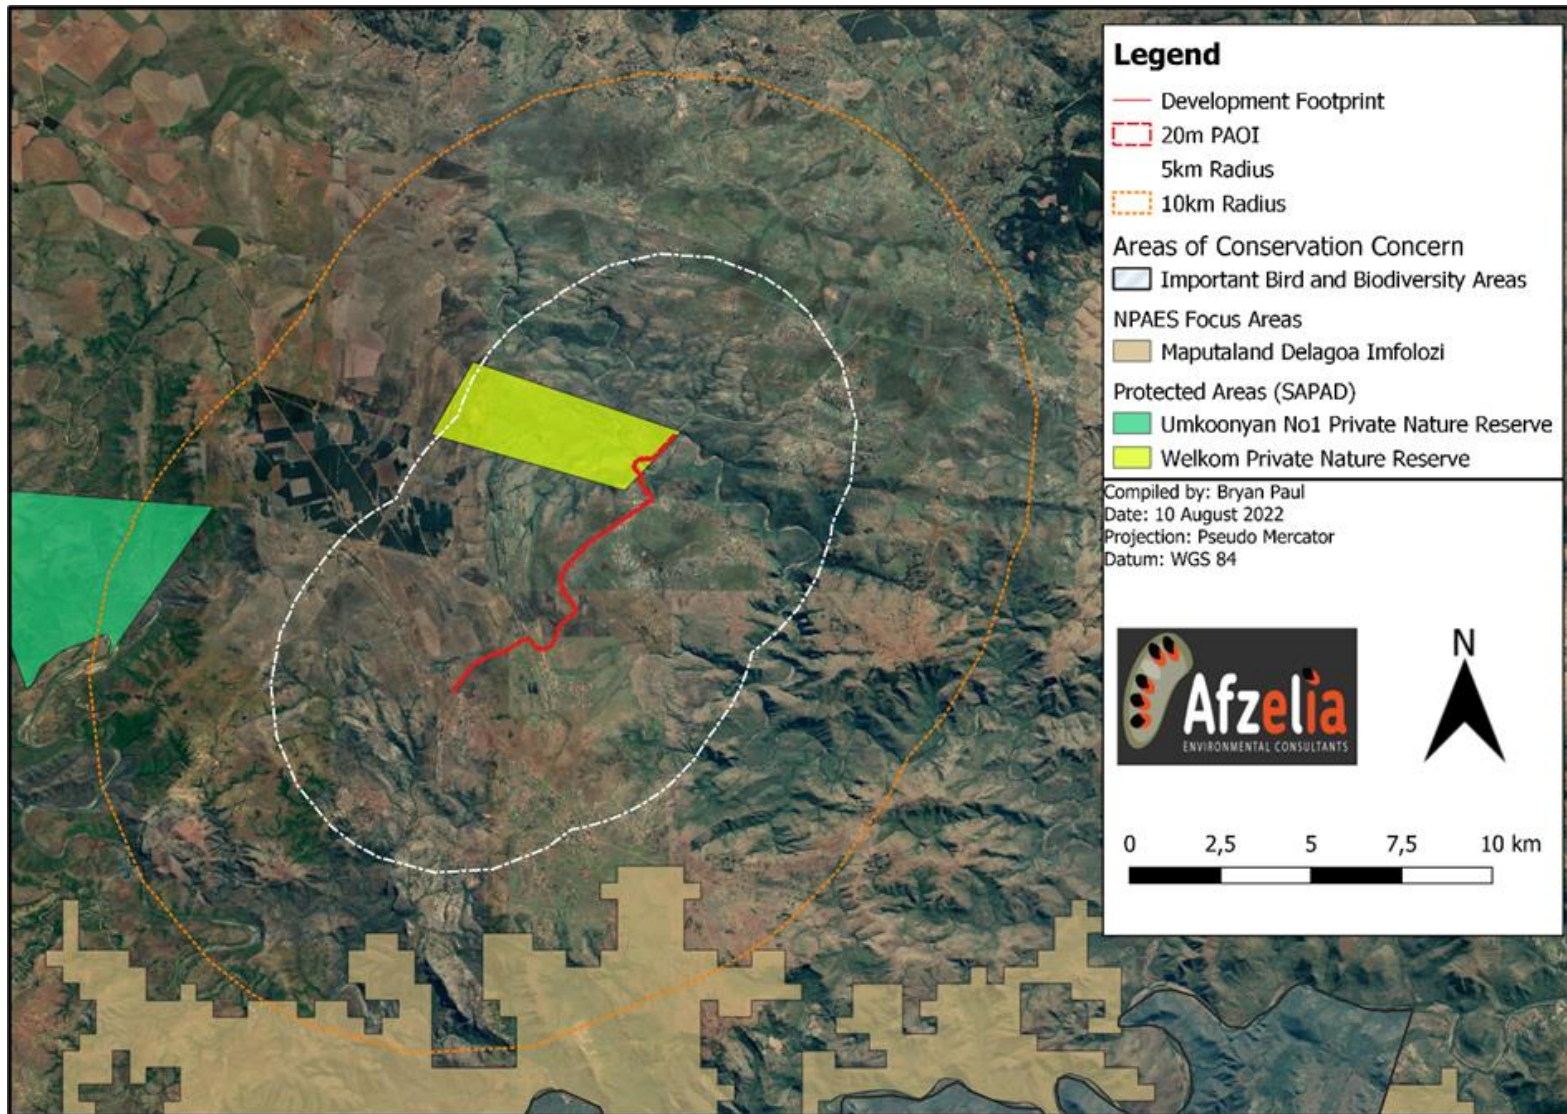 Legend
Development Footprint
20m PAOI
5km Radius
10km Radius
Areas of Conservation Concern
Important Bird and Biodiversity Areas
NPAES Focus Areas
Maputaland Delagoa Imfolozi
Protected Areas (SAPAD)
Umkoonyan No1 Private Nature Reserve
Welkom Private Nature Reserve
Compiled by: Bryan Paul
Date: 10 August 2022
Projection: Pseudo Mercator
Datum: WGS 84
Afzelia
ENVIRONMENTAL CONSULTANTS
N
0 2,5 5 7,5 10 km